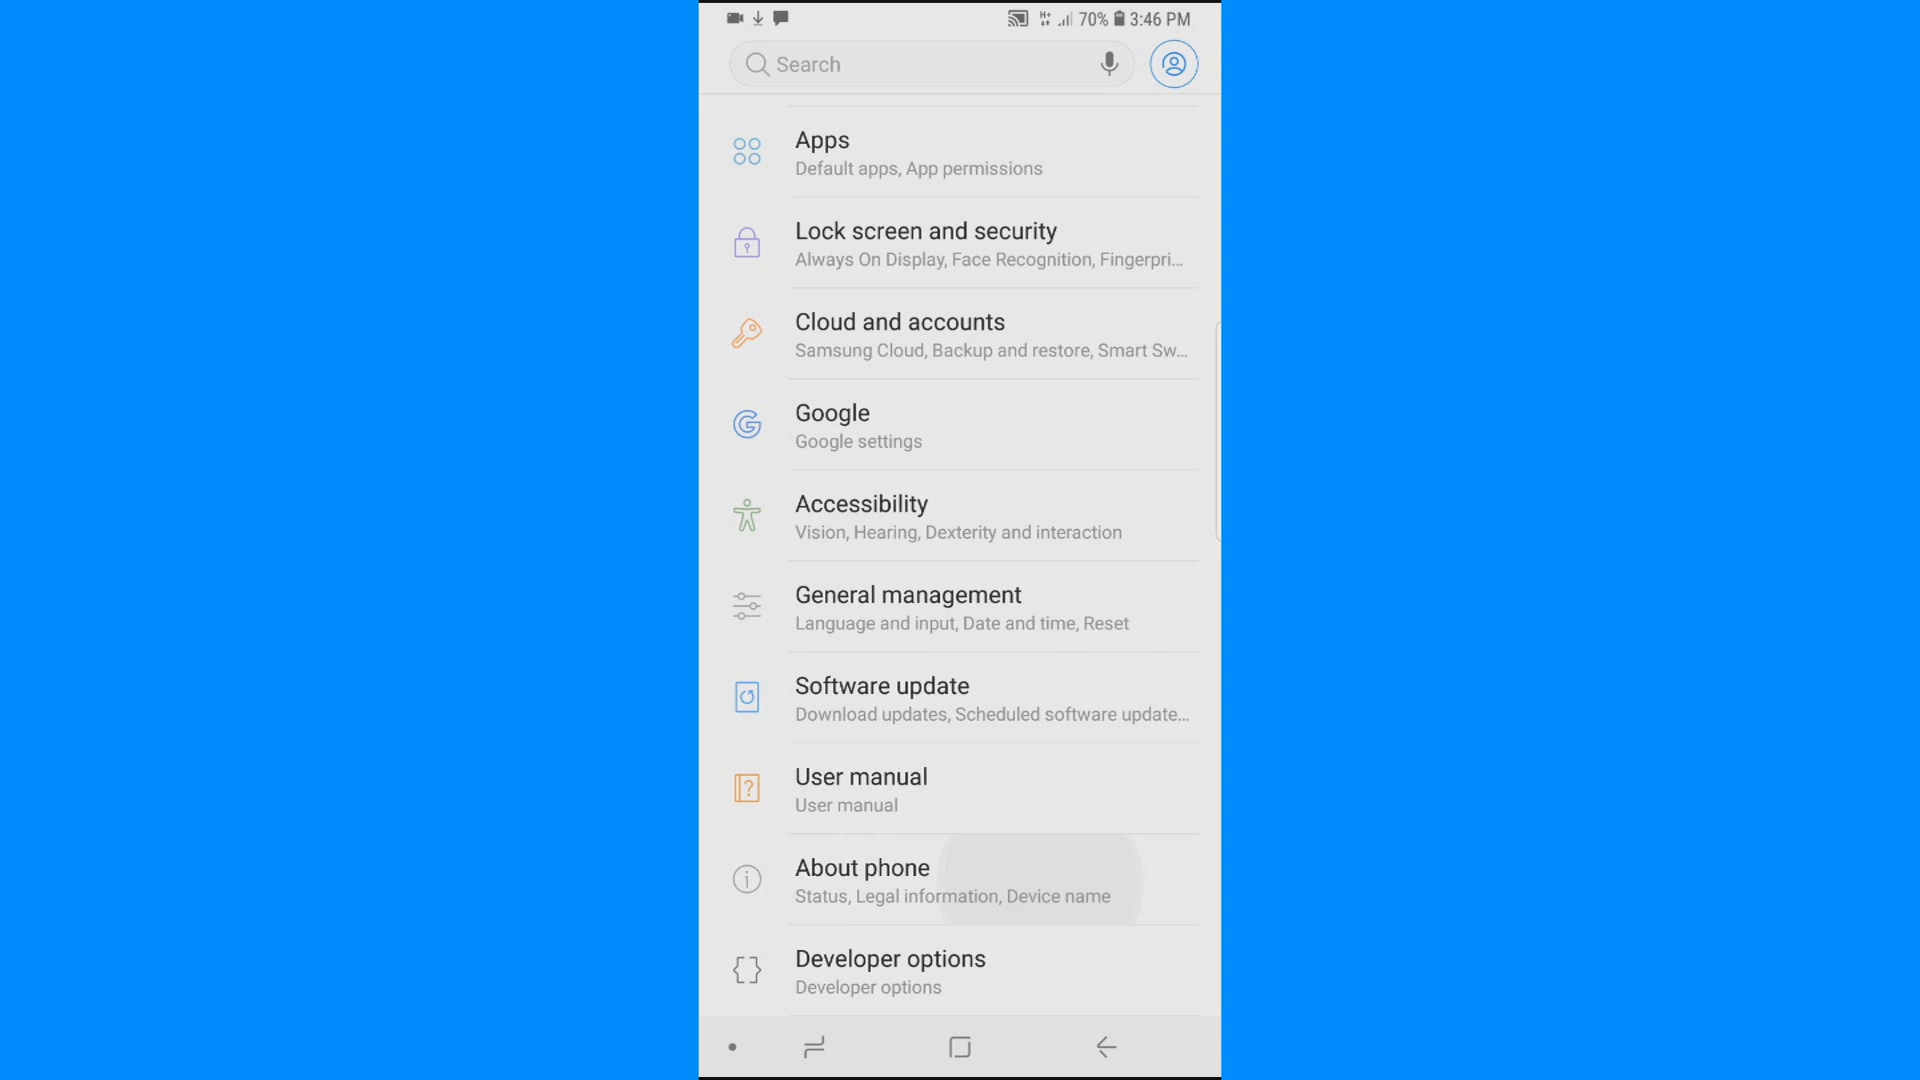 70% 3:46 PM
Search
Apps
Default apps, App permissions
Lock screen and security
Always On Display, Face Recognition, Fingerpri...
Cloud and accounts
Samsung Cloud, Backup and restore, Smart Sw...
Google
Google settings
Accessibility
Vision, Hearing, Dexterity and interaction
General management
Language and input, Date and time, Reset
Software update
Download updates, Scheduled software update...
User manual
User manual
About phone
Status, Legal information, Device name
Developer options
Developer options